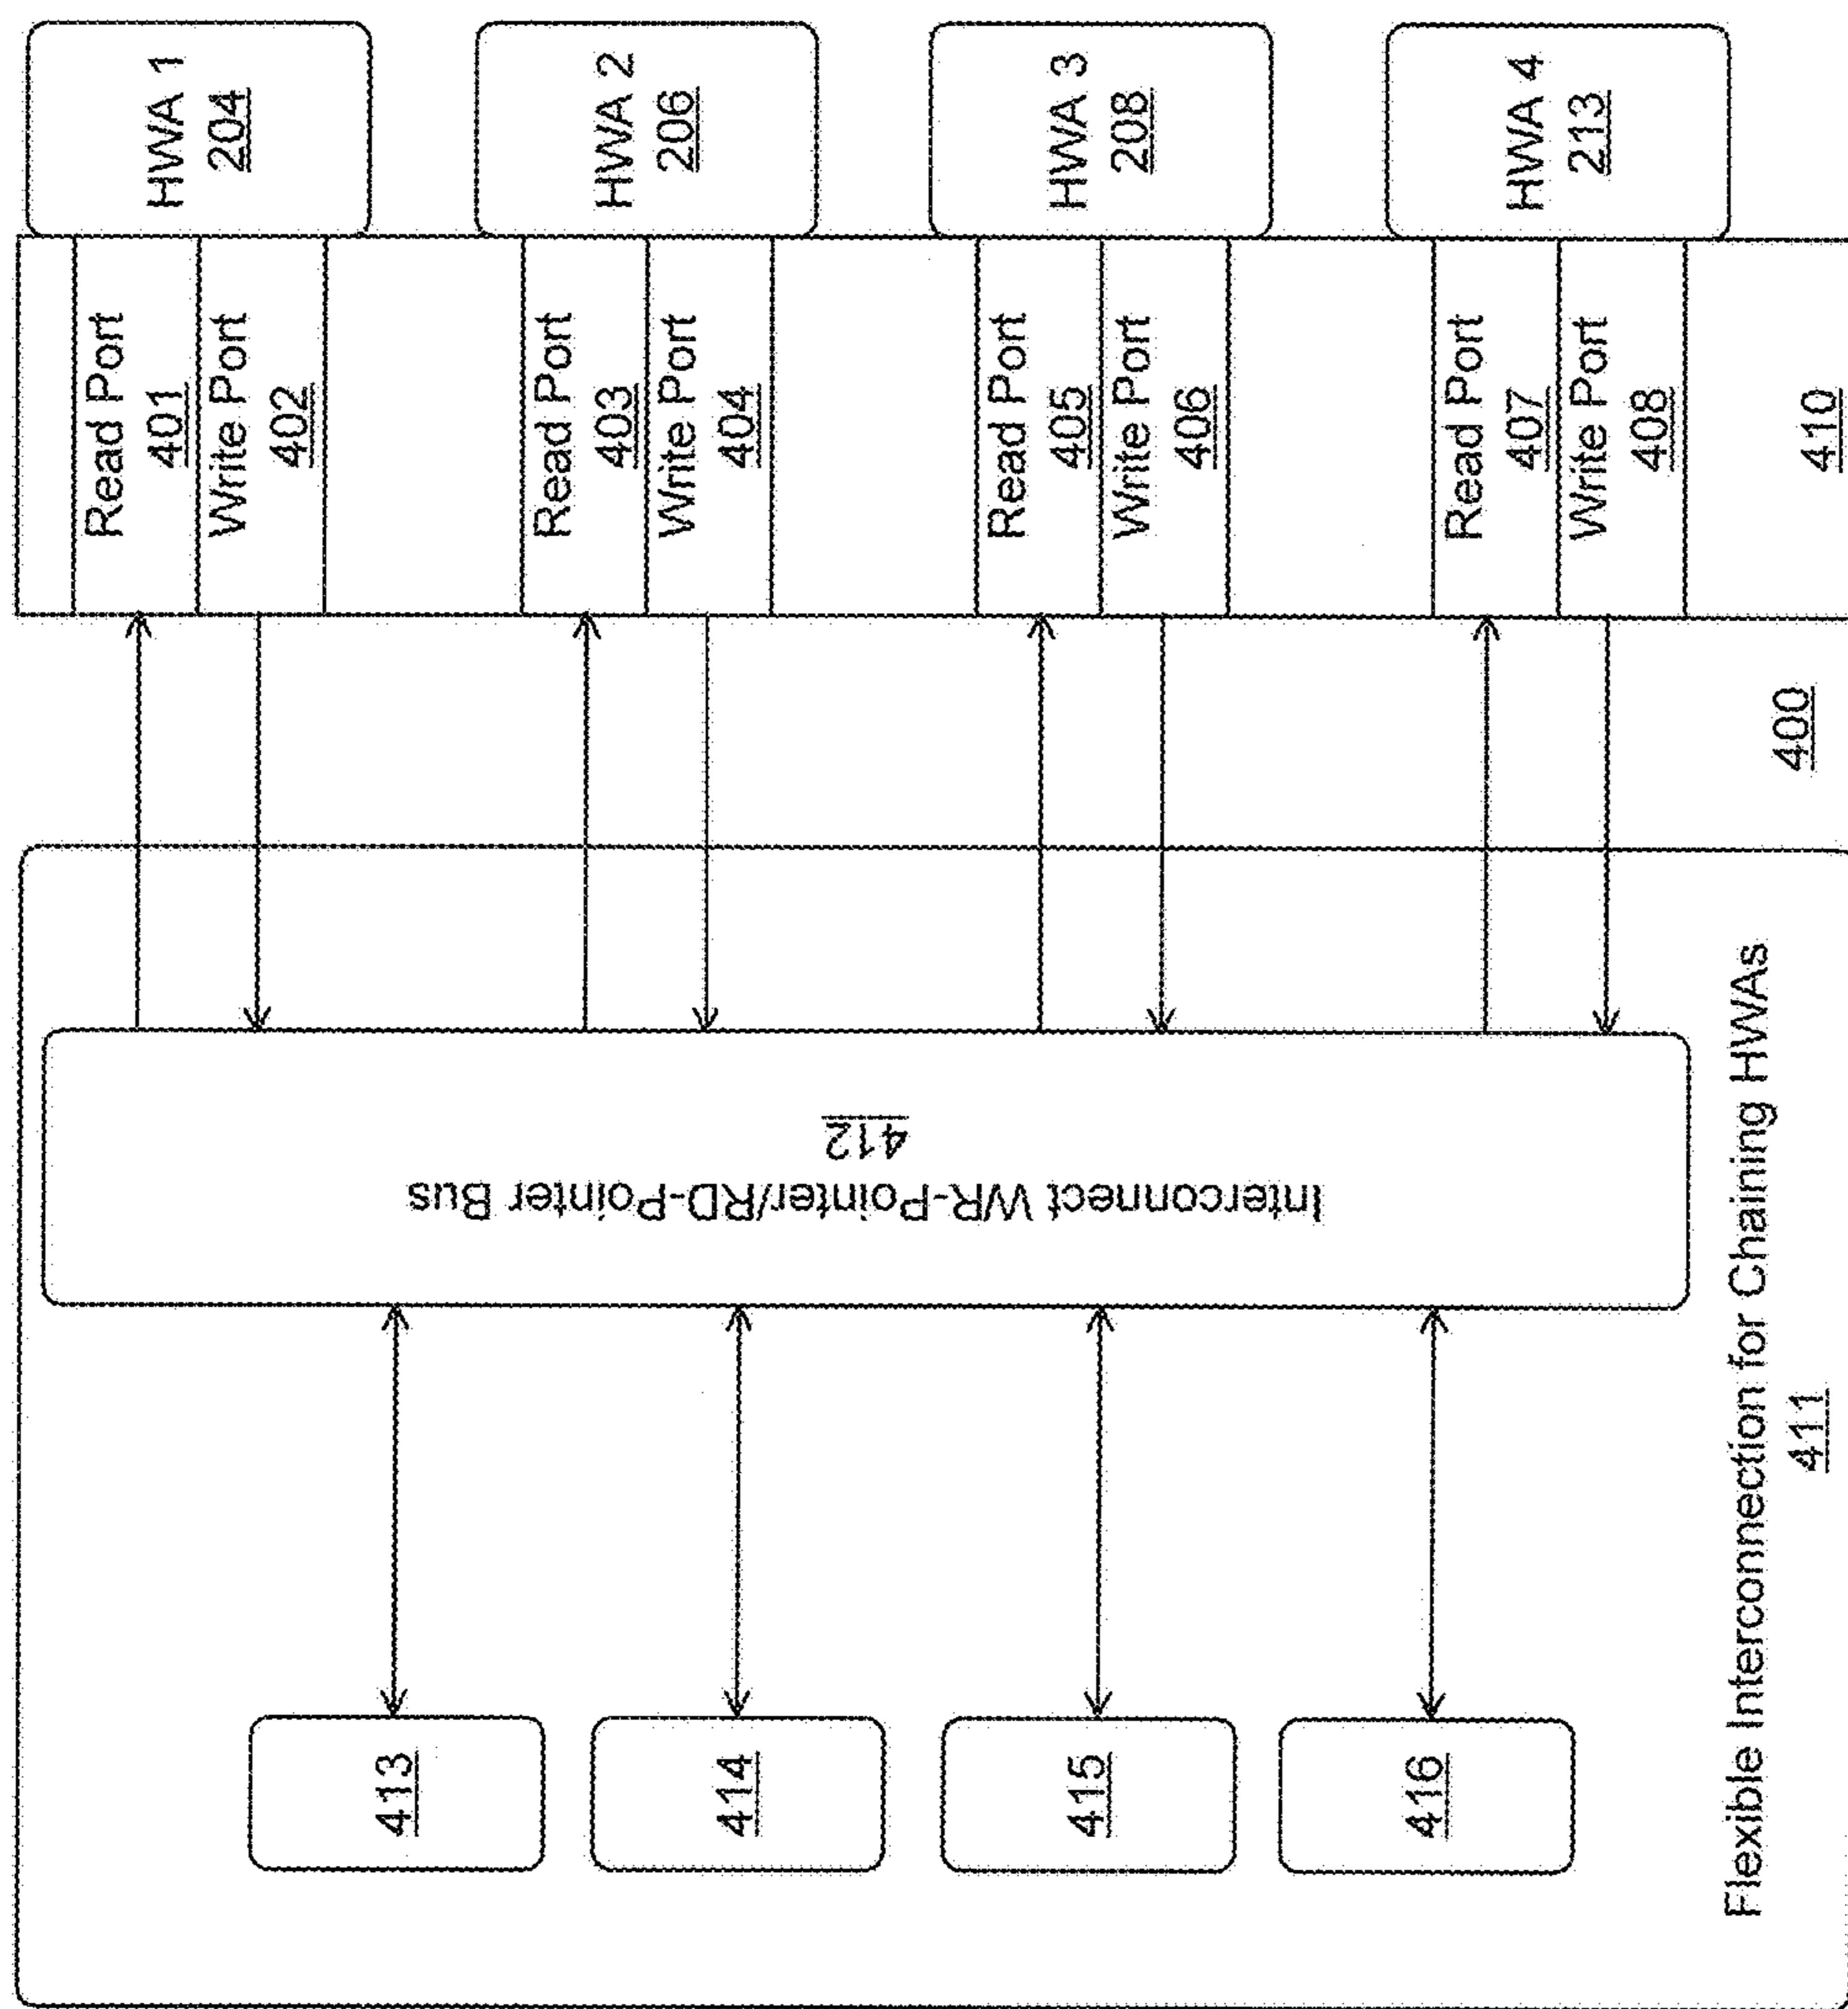 HWA 1
204
HWA 2
206
HWA 3
208
HWA 4
213
Read Port
401
Write Port
402
Read Port
403
Write Port
404
Read Port
405
Write Port
406
Read Port
407
Write Port
408
410
400
Interconnect WR-Pointer/RD-Pointer Bus
412
413
414
415
416
Flexible Interconnection for Chaining HWAs
411